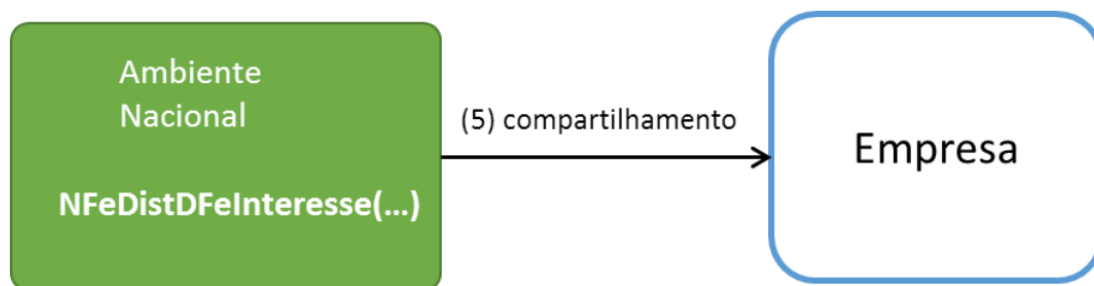 Ambiente
Nacional
NFeDistDFeInteresse(...)
(5) compartilhamento
Empresa